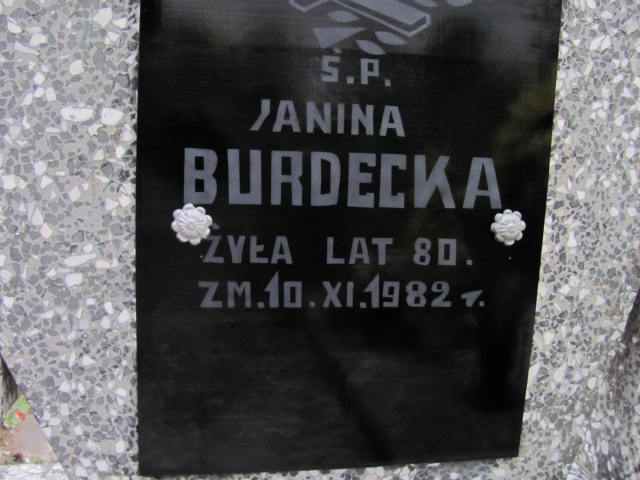 Ś.P.
JANINA
BURDECKA
ŻYŁA LAT 80.
ZM.10.XI.1982 r.